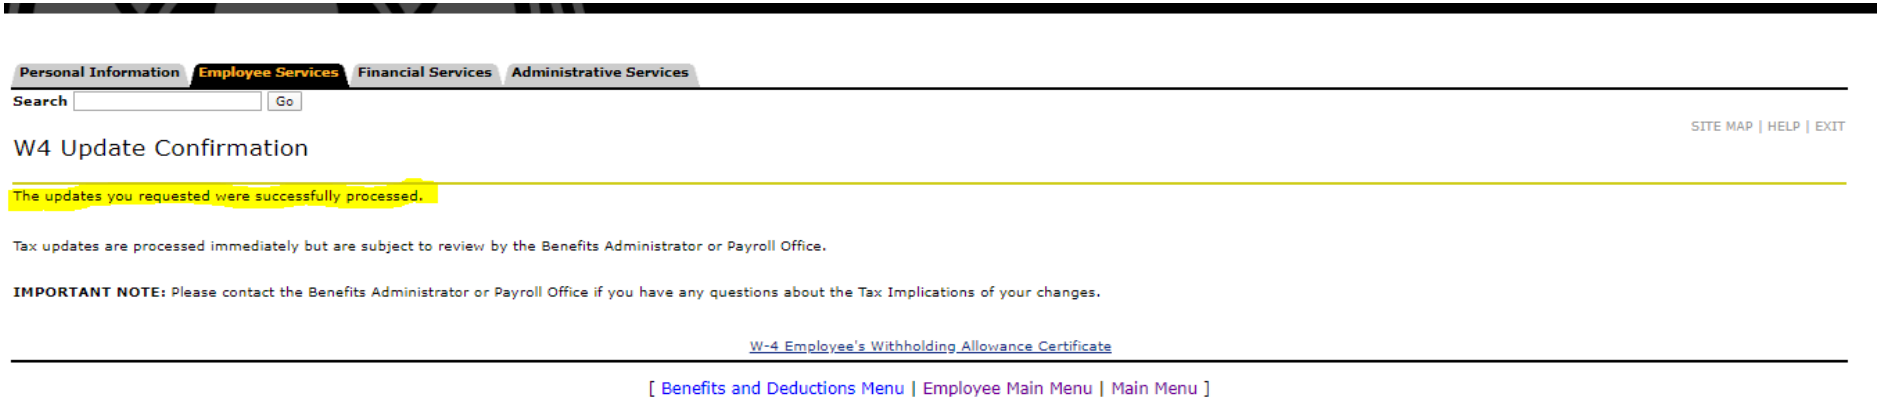 Personal Information Employee Services Financial Services Administrative Services
Search Go
SITE MAP | HELP | EXIT
W4 Update Confirmation
The updates you requested were successfully processed.
Tax updates are processed immediately but are subject to review by the Benefits Administrator or Payroll Office.
IMPORTANT NOTE: Please contact the Benefits Administrator or Payroll Office if you have any questions about the Tax Implications of your changes.
W-4 Employee's Withholding Allowance Certificate
[ Benefits and Deductions Menu | Employee Main Menu | Main Menu ]